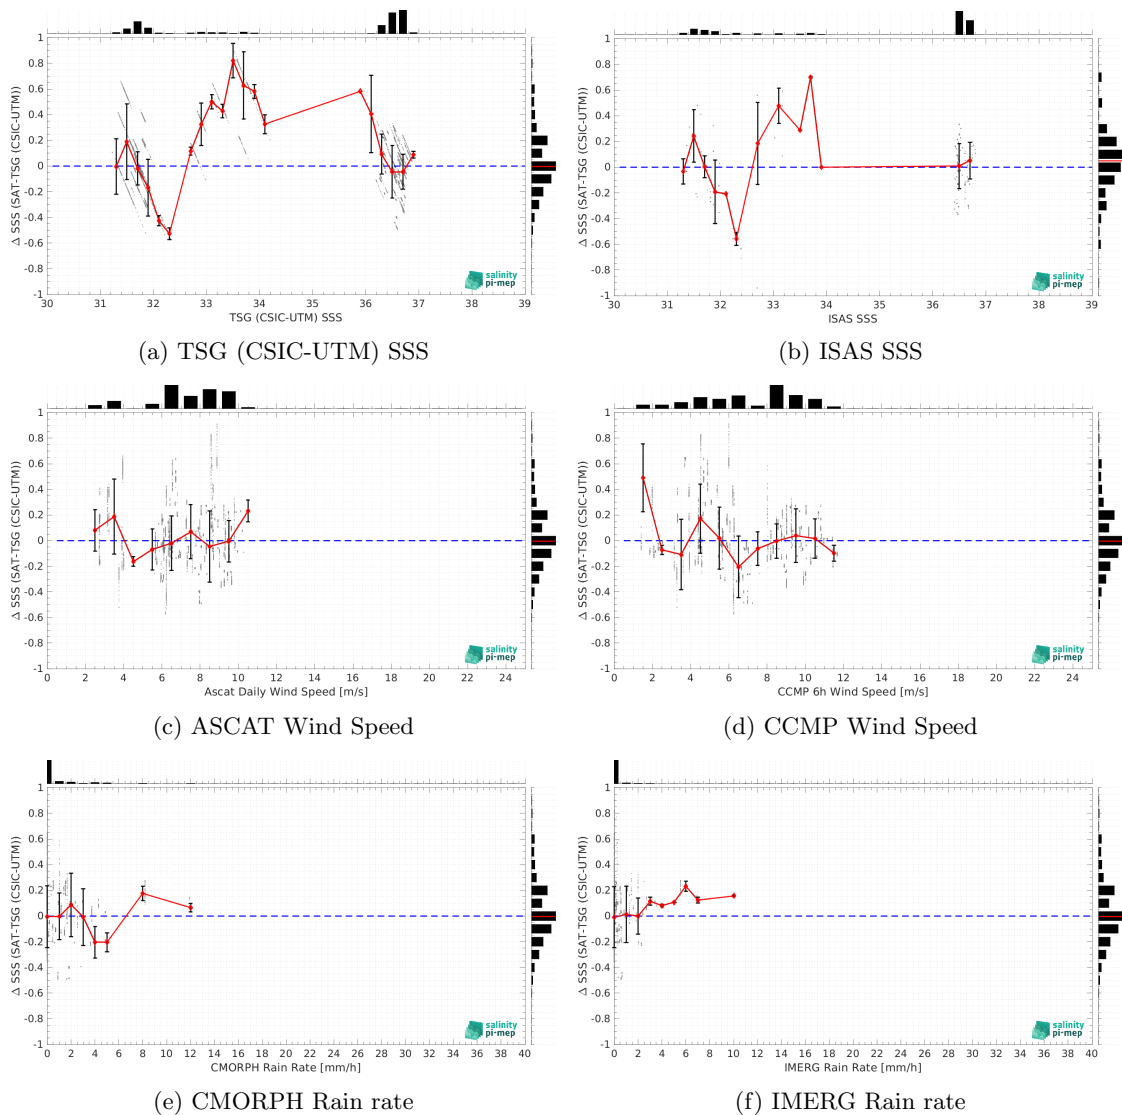 1
0.8
0.6
0.4
0.2
0
-0.2
-0.4
-0.6
-0.8
-1
Δ SSS (SAT-TSG (CSIC-UTM))
salinity
pi-mep
30 31 32 33 34 35 36 37 38 39
TSG (CSIC-UTM) SSS
(a) TSG (CSIC-UTM) SSS
1
0.8
0.6
0.4
0.2
0
-0.2
-0.4
-0.6
-0.8
-1
Δ SSS (SAT-TSG (CSIC-UTM))
salinity
pi-mep
30 31 32 33 34 35 36 37 38 39
ISAS SSS
(b) ISAS SSS
1
0.8
0.6
0.4
0.2
0
-0.2
-0.4
-0.6
-0.8
-1
Δ SSS (SAT-TSG (CSIC-UTM))
salinity
pi-mep
0 2 4 6 8 10 12 14 16 18 20 22 24
Ascat Daily Wind Speed [m/s]
(c) ASCAT Wind Speed
1
0.8
0.6
0.4
0.2
0
-0.2
-0.4
-0.6
-0.8
-1
Δ SSS (SAT-TSG (CSIC-UTM))
salinity
pi-mep
0 2 4 6 8 10 12 14 16 18 20 22 24
CCMP 6h Wind Speed [m/s]
(d) CCMP Wind Speed
1
0.8
0.6
0.4
0.2
0
-0.2
-0.4
-0.6
-0.8
-1
Δ SSS (SAT-TSG (CSIC-UTM))
salinity
pi-mep
0 2 4 6 8 10 12 14 16 18 20 22 24 26 28 30 32 34 36 38 40
CMORPH Rain Rate [mm/h]
(e) CMORPH Rain rate
1
0.8
0.6
0.4
0.2
0
-0.2
-0.4
-0.6
-0.8
-1
Δ SSS (SAT-TSG (CSIC-UTM))
salinity
pi-mep
0 2 4 6 8 10 12 14 16 18 20 22 24 26 28 30 32 34 36 38 40
IMERG Rain Rate [mm/h]
(f) IMERG Rain rate